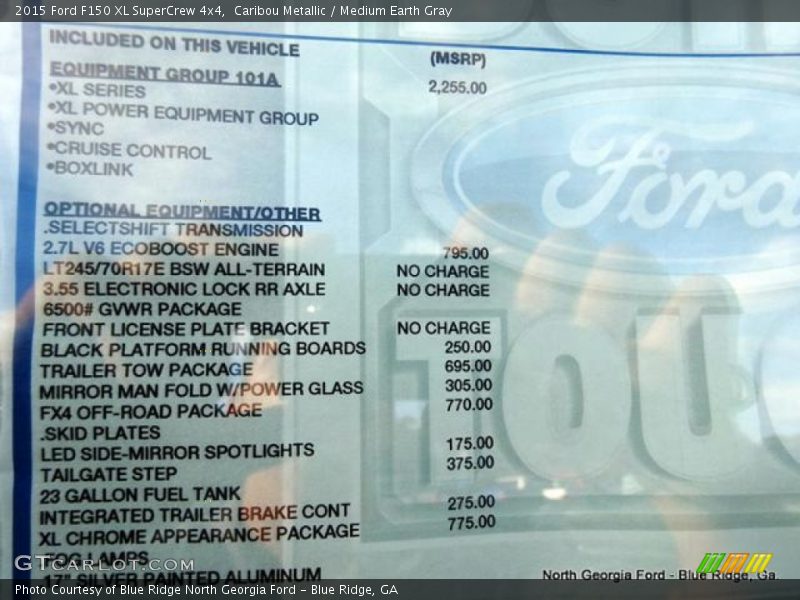 2015 Ford F150 XL SuperCrew 4x4, Caribou Metallic / Medium Earth Gray
INCLUDED ON THIS VEHICLE
(MSRP)
EQUIPMENT GROUP 101A
2,255.00
•XL SERIES
•XL POWER EQUIPMENT GROUP
•SYNC
•CRUISE CONTROL
•BOXLINK
Ford
OPTIONAL EQUIPMENT/OTHER
.SELECTSHIFT TRANSMISSION
2.7L V6 ECOBOOST ENGINE 795.00
LT245/70R17E BSW ALL-TERRAIN NO CHARGE
3.55 ELECTRONIC LOCK RR AXLE NO CHARGE
6500# GVWR PACKAGE
FRONT LICENSE PLATE BRACKET NO CHARGE
BLACK PLATFORM RUNNING BOARDS 250.00
TRAILER TOW PACKAGE 695.00
MIRROR MAN FOLD W/POWER GLASS 305.00
FX4 OFF-ROAD PACKAGE 770.00
.SKID PLATES
LED SIDE-MIRROR SPOTLIGHTS 175.00
TAILGATE STEP 375.00
23 GALLON FUEL TANK
INTEGRATED TRAILER BRAKE CONT 275.00
XL CHROME APPEARANCE PACKAGE 775.00
FOG LAMPS
17" SILVER PAINTED ALUMINUM
GTcarlot.com
North Georgia Ford - Blue Ridge, Ga.
Photo Courtesy of Blue Ridge North Georgia Ford - Blue Ridge, GA